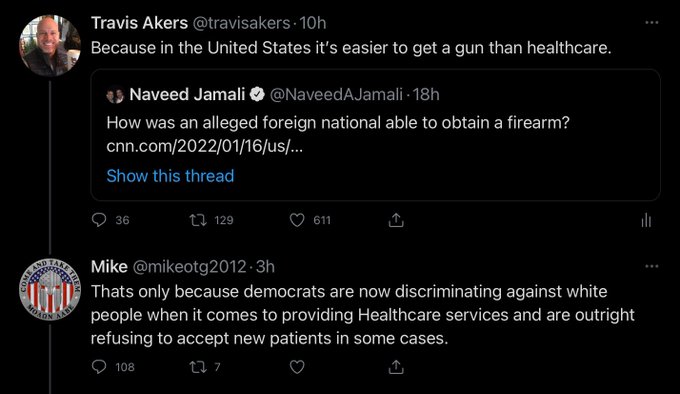 Travis Akers @travisakers · 10h
Because in the United States it's easier to get a gun than healthcare.
Naveed Jamali @NaveedAJamali · 18h
How was an alleged foreign national able to obtain a firearm?
cnn.com/2022/01/16/us/...
Show this thread
36 129 611
COME AND TAKE THEM
MOLON LABE
Mike @mikeotg2012 · 3h
Thats only because democrats are now discriminating against white
people when it comes to providing Healthcare services and are outright
refusing to accept new patients in some cases.
108 7